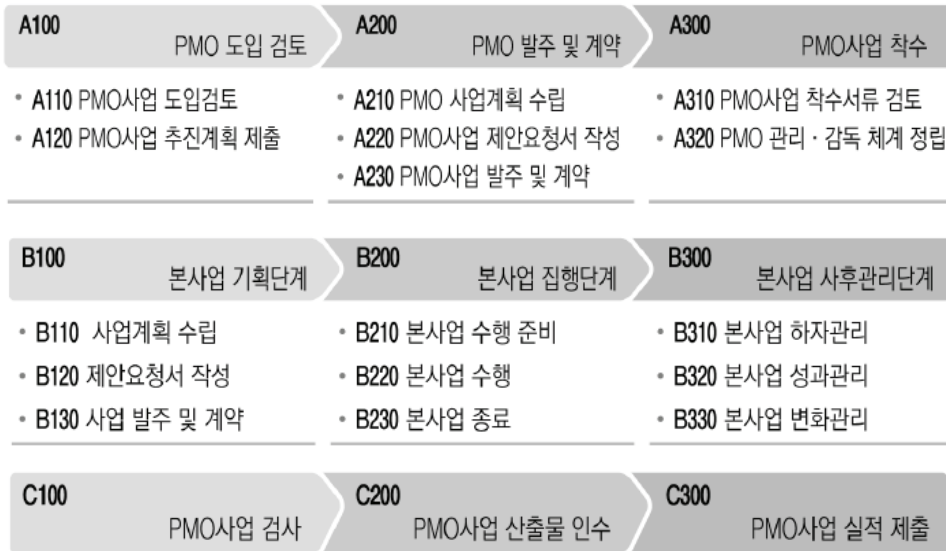 A100
PMO 도입 검토
A200
PMO 발주 및 계약
A300
PMO사업 착수
• A110 PMO사업 도입검토
• A120 PMO사업 추진계획 제출
• A210 PMO 사업계획 수립
• A220 PMO사업 제안요청서 작성
• A230 PMO사업 발주 및 계약
• A310 PMO사업 착수서류 검토
• A320 PMO 관리 · 감독 체계 정립
B100
본사업 기획단계
B200
본사업 집행단계
B300
본사업 사후관리단계
• B110 사업계획 수립
• B120 제안요청서 작성
• B130 사업 발주 및 계약
• B210 본사업 수행 준비
• B220 본사업 수행
• B230 본사업 종료
• B310 본사업 하자관리
• B320 본사업 성과관리
• B330 본사업 변화관리
C100
PMO사업 검사
C200
PMO사업 산출물 인수
C300
PMO사업 실적 제출